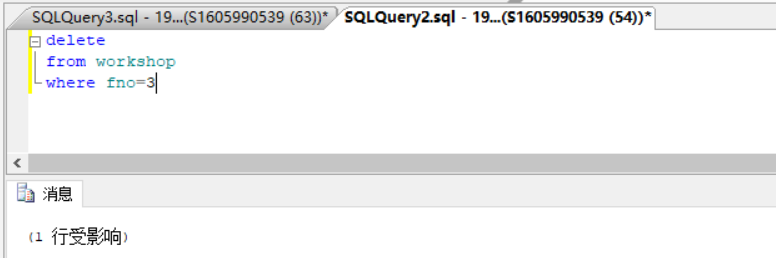 SQLQuery3.sql - 19...(S1605990539 (63))* SQLQuery2.sql - 19...(S1605990539 (54))*
delete
from workshop
where fno=3
消息
(1 行受影响)